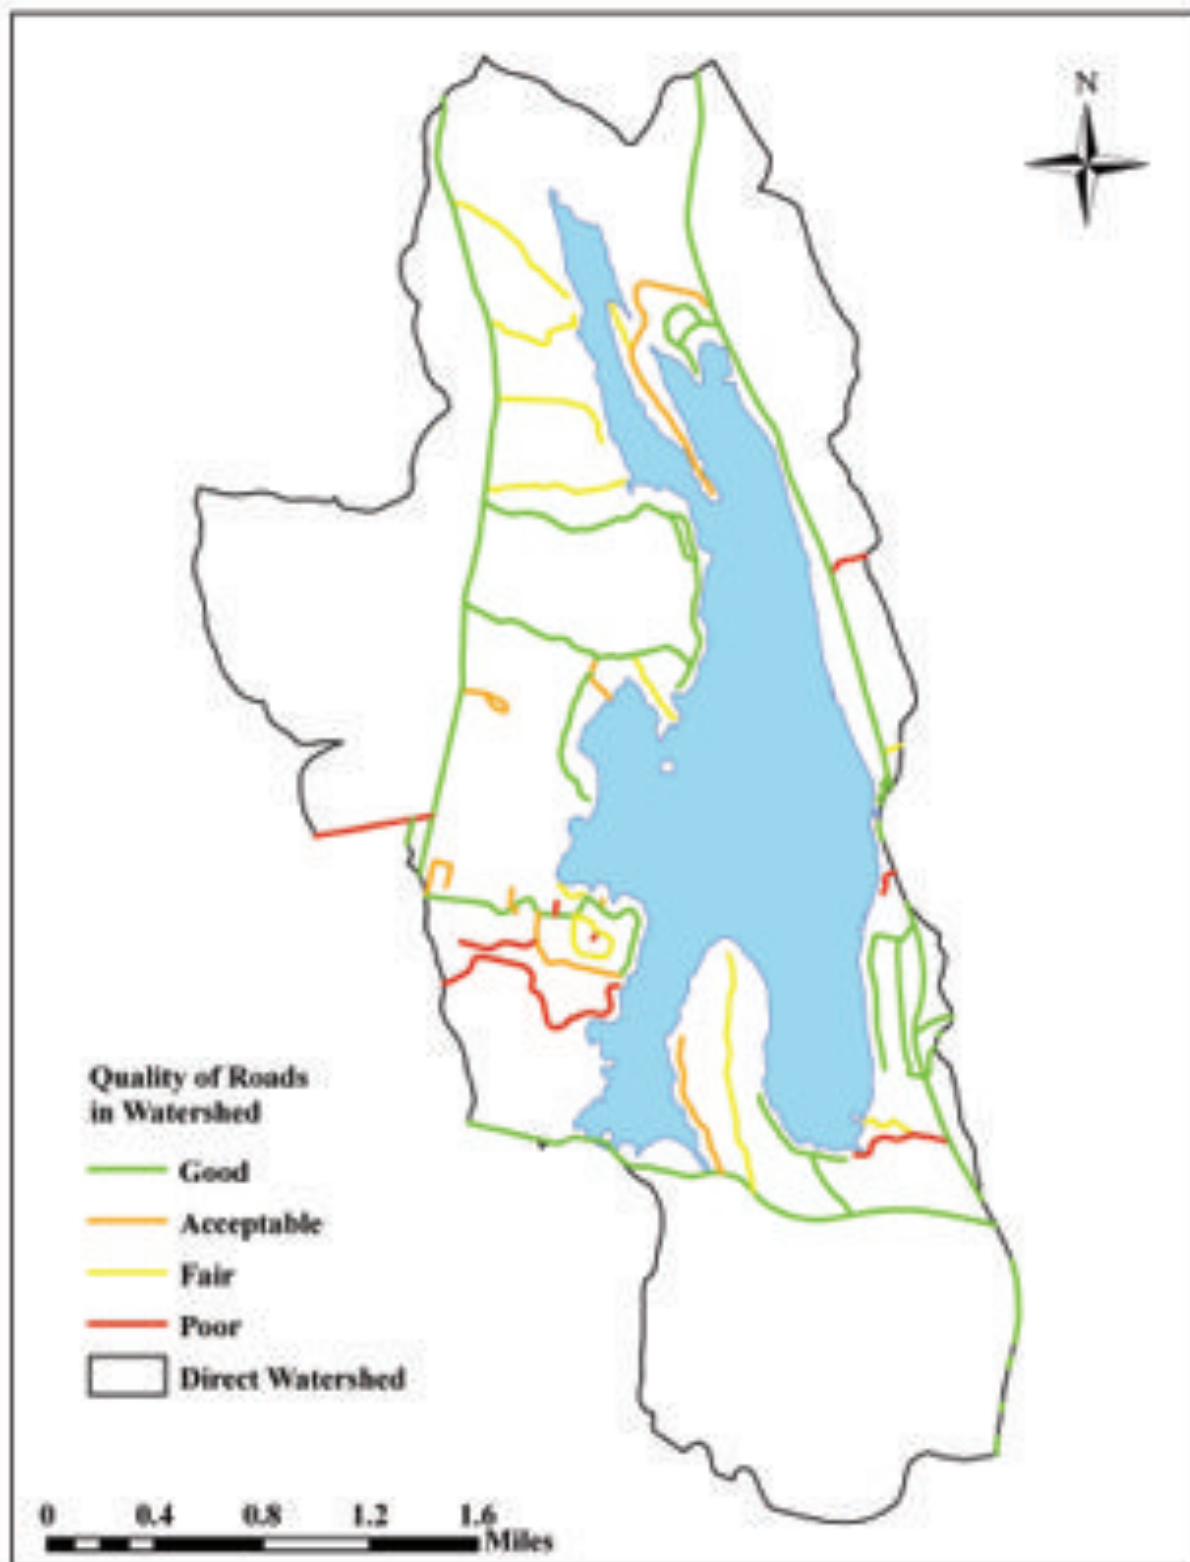 N
Quality of Roads
in Watershed
Good
Acceptable
Fair
Poor
Direct Watershed
0 0.4 0.8 1.2 1.6
Miles